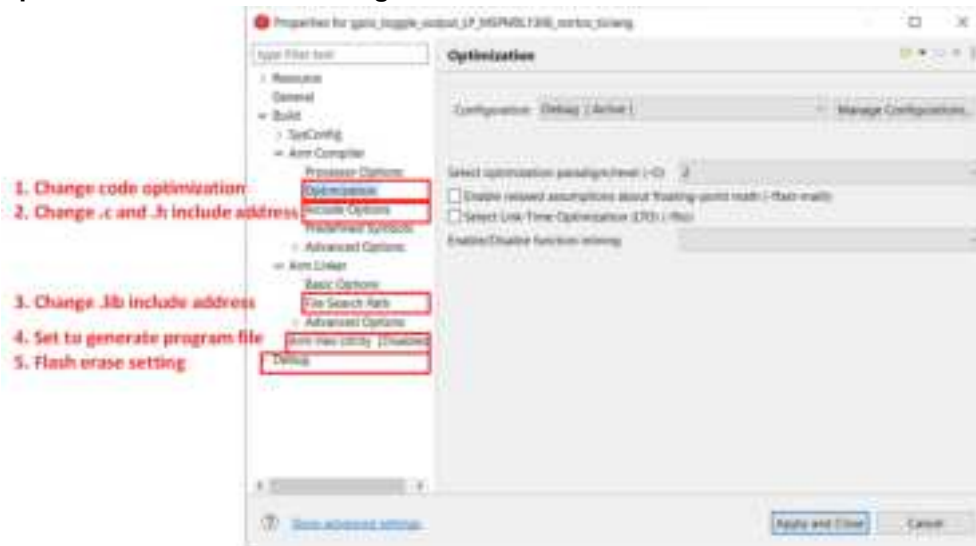 Properties for gpio_toggle_output_LP_MSPM0L1306_nortos_ticlang
type filter text
Optimization
Resource
General
Build
SysConfig
Arm Compiler
Processor Options
Optimization
Include Options
Predefined Symbols
Advanced Options
Arm Linker
Basic Options
File Search Path
Advanced Options
Arm Hex Utility [Disabled]
Debug
Configuration: Debug [ Active ]
Manage Configurations...
Select optimization paradigm/level (-O) 2
Enable relaxed assumptions about floating-point math (-ffast-math)
Select Link-Time Optimization (LTO) (-flto)
Enable/Disable function inlining
1. Change code optimization
2. Change .c and .h include address
3. Change .lib include address
4. Set to generate program file
5. Flash erase setting
Show advanced settings
Apply and Close
Cancel